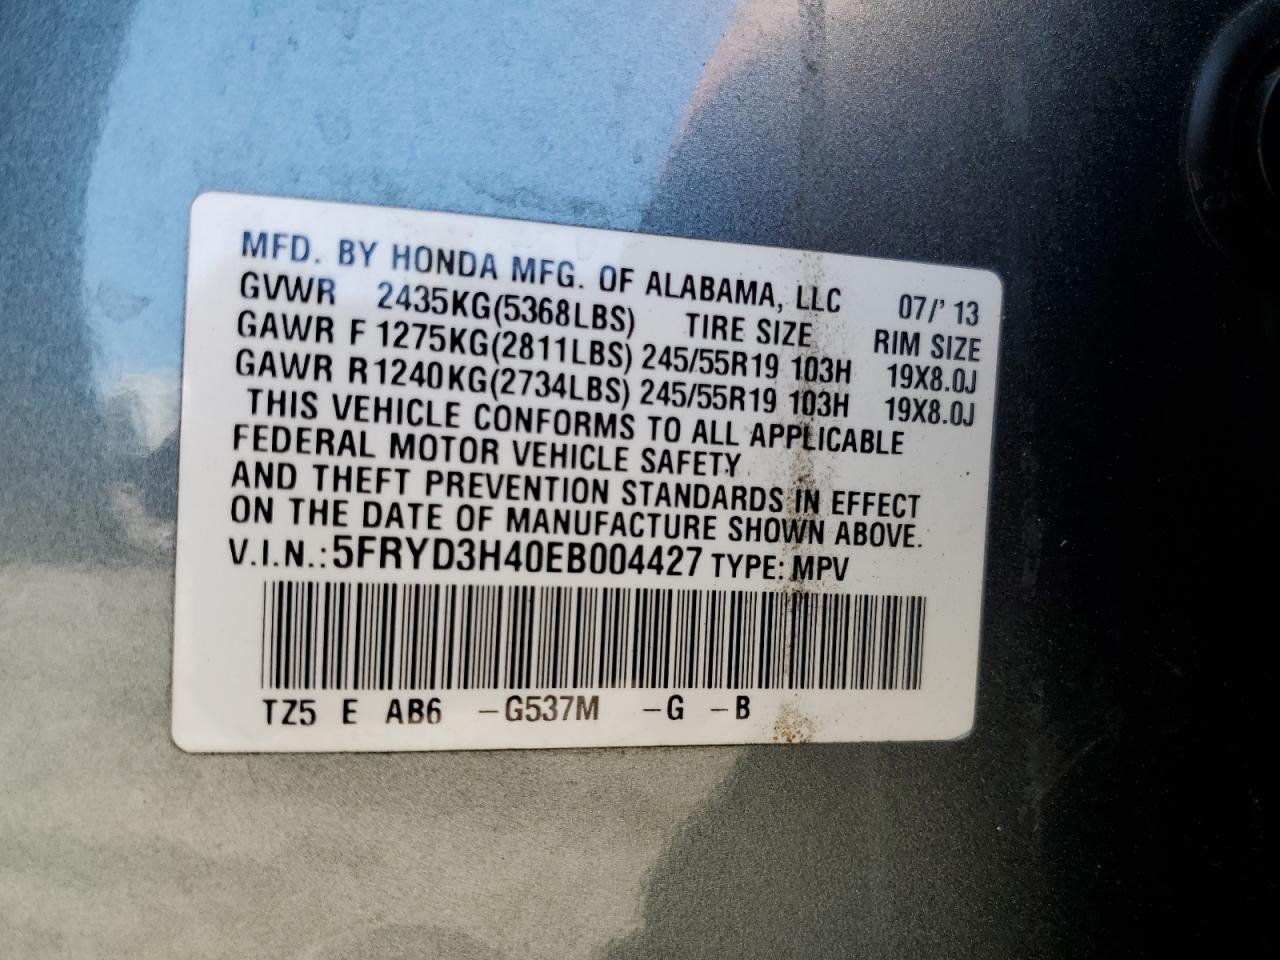 MFD. BY HONDA MFG. OF ALABAMA, LLC 07/' 13
GVWR 2435KG(5368LBS) TIRE SIZE RIM SIZE
GAWR F 1275KG(2811LBS) 245/55R19 103H 19X8.0J
GAWR R1240KG(2734LBS) 245/55R19 103H 19X8.0J
THIS VEHICLE CONFORMS TO ALL APPLICABLE
FEDERAL MOTOR VEHICLE SAFETY
AND THEFT PREVENTION STANDARDS IN EFFECT
ON THE DATE OF MANUFACTURE SHOWN ABOVE.
V.I.N.: 5FRYD3H40EB004427 TYPE: MPV
TZ5 E AB6 -G537M -G -B